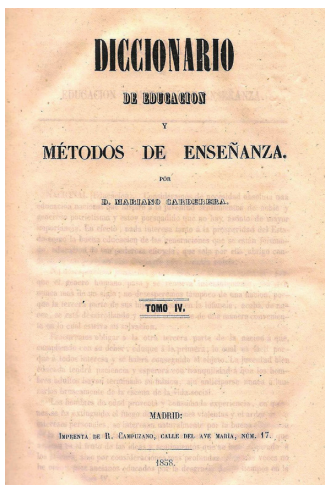 DICCIONARIO
DE EDUCACION
Y
MÉTODOS DE ENSEÑANZA.
POR
D. MARIANO CARDERERA.
TOMO IV.
MADRID:
IMPRENTA DE R. CAMPUZANO, CALLE DEL AVE MARIA, NÚM. 17.
1858.